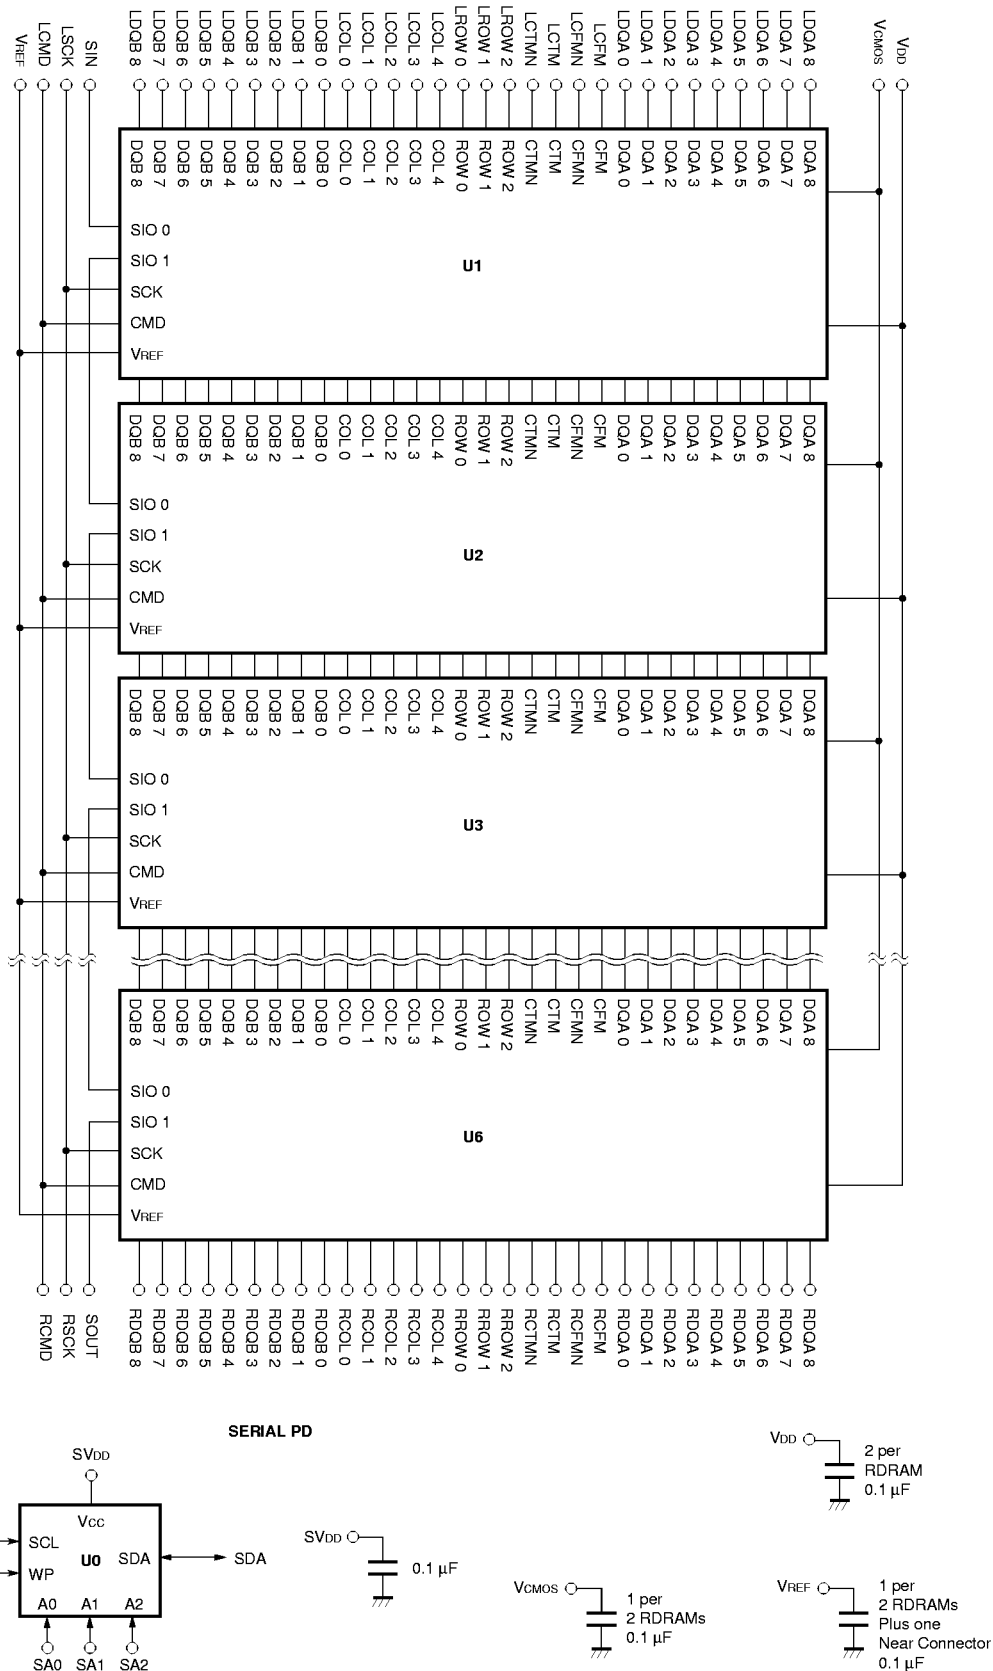 VREF
LCMD
LSCK
SIN
LDQB 8
LDQB 7
LDQB 6
LDQB 5
LDQB 4
LDQB 3
LDQB 2
LDQB 1
LDQB 0
LCOL 0
LCOL 1
LCOL 2
LCOL 3
LCOL 4
LROW 0
LROW 1
LROW 2
LCTMN
LCTM
LCFMN
LCFM
LDQA 0
LDQA 1
LDQA 2
LDQA 3
LDQA 4
LDQA 5
LDQA 6
LDQA 7
LDQA 8
VCMOS
VDD
DQB 8
DQB 7
DQB 6
DQB 5
DQB 4
DQB 3
DQB 2
DQB 1
DQB 0
COL 0
COL 1
COL 2
COL 3
COL 4
ROW 0
ROW 1
ROW 2
CTMN
CTM
CFMN
CFM
DQA 0
DQA 1
DQA 2
DQA 3
DQA 4
DQA 5
DQA 6
DQA 7
DQA 8
SIO 0
SIO 1
SCK
CMD
VREF
U1
DQB 8
DQB 7
DQB 6
DQB 5
DQB 4
DQB 3
DQB 2
DQB 1
DQB 0
COL 0
COL 1
COL 2
COL 3
COL 4
ROW 0
ROW 1
ROW 2
CTMN
CTM
CFMN
CFM
DQA 0
DQA 1
DQA 2
DQA 3
DQA 4
DQA 5
DQA 6
DQA 7
DQA 8
SIO 0
SIO 1
SCK
CMD
VREF
U2
DQB 8
DQB 7
DQB 6
DQB 5
DQB 4
DQB 3
DQB 2
DQB 1
DQB 0
COL 0
COL 1
COL 2
COL 3
COL 4
ROW 0
ROW 1
ROW 2
CTMN
CTM
CFMN
CFM
DQA 0
DQA 1
DQA 2
DQA 3
DQA 4
DQA 5
DQA 6
DQA 7
DQA 8
SIO 0
SIO 1
SCK
CMD
VREF
U3
DQB 8
DQB 7
DQB 6
DQB 5
DQB 4
DQB 3
DQB 2
DQB 1
DQB 0
COL 0
COL 1
COL 2
COL 3
COL 4
ROW 0
ROW 1
ROW 2
CTMN
CTM
CFMN
CFM
DQA 0
DQA 1
DQA 2
DQA 3
DQA 4
DQA 5
DQA 6
DQA 7
DQA 8
SIO 0
SIO 1
SCK
CMD
VREF
U6
RCMD
RSCK
SOUT
RDQB 8
RDQB 7
RDQB 6
RDQB 5
RDQB 4
RDQB 3
RDQB 2
RDQB 1
RDQB 0
RCOL 0
RCOL 1
RCOL 2
RCOL 3
RCOL 4
RROW 0
RROW 1
RROW 2
RCTMN
RCTM
RCFMN
RCFM
RDQA 0
RDQA 1
RDQA 2
RDQA 3
RDQA 4
RDQA 5
RDQA 6
RDQA 7
RDQA 8
SERIAL PD
SVDD
VCC
SCL
WP
U0
SDA
SDA
A0
A1
A2
SA0
SA1
SA2
SVDD
0.1 µF
VCMOS
1 per
2 RDRAMs
0.1 µF
VDD
2 per
RDRAM
0.1 µF
VREF
1 per
2 RDRAMs
Plus one
Near Connector
0.1 µF